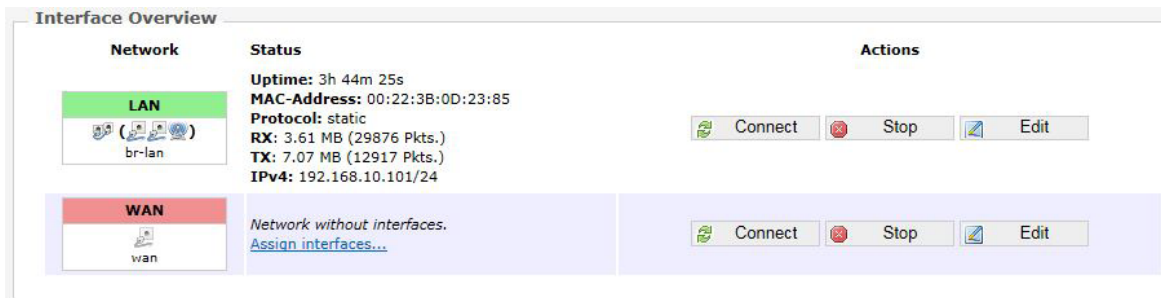 Interface Overview
Network Status Actions
LAN
br-lan
Uptime: 3h 44m 25s
MAC-Address: 00:22:3B:0D:23:85
Protocol: static
RX: 3.61 MB (29876 Pkts.)
TX: 7.07 MB (12917 Pkts.)
IPv4: 192.168.10.101/24
Connect Stop Edit
WAN
wan
Network without interfaces.
Assign interfaces...
Connect Stop Edit